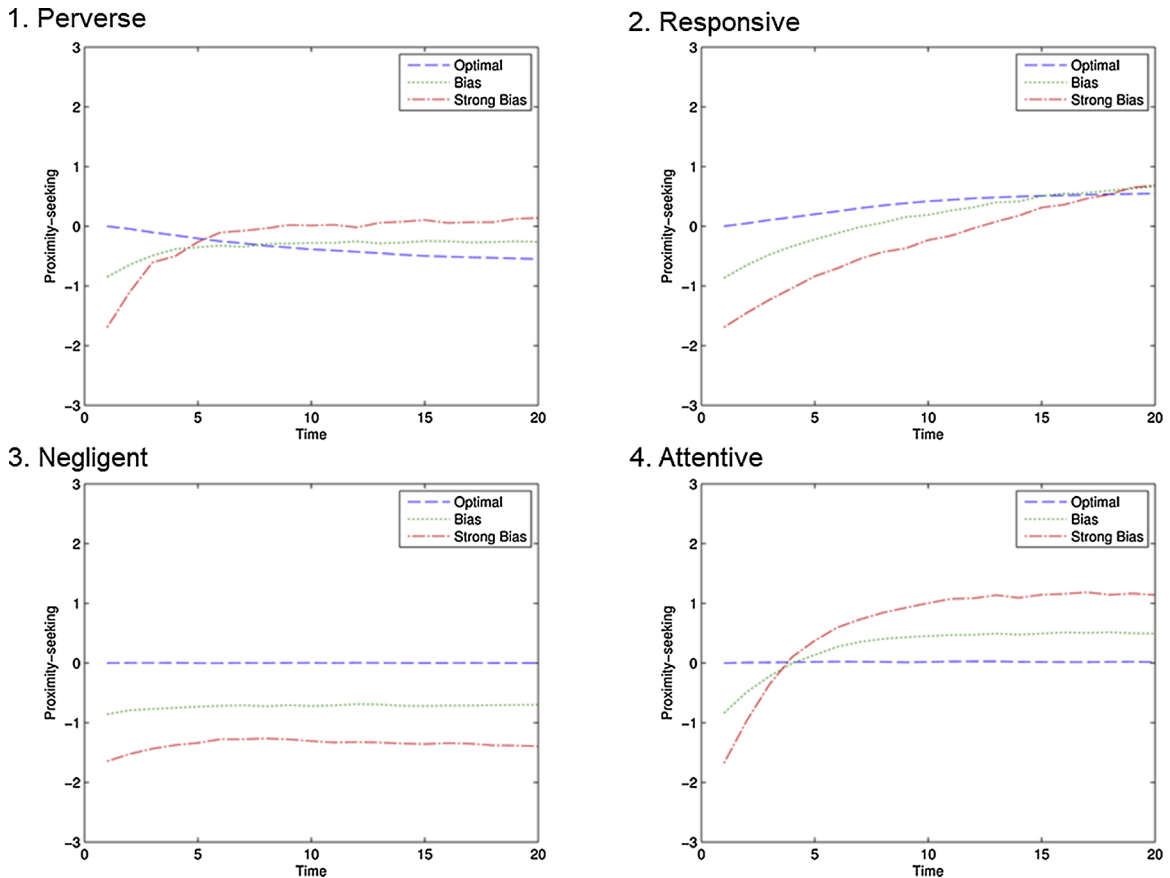 1. Perverse
3
2
1
0
−1
−2
−3
Proximity−seeking
0
5
10
15
20
Time
Optimal
Bias
Strong Bias
2. Responsive
3
2
1
0
−1
−2
−3
Proximity−seeking
0
5
10
15
20
Time
Optimal
Bias
Strong Bias
3. Negligent
3
2
1
0
−1
−2
−3
Proximity−seeking
0
5
10
15
20
Time
Optimal
Bias
Strong Bias
4. Attentive
3
2
1
0
−1
−2
−3
Proximity−seeking
0
5
10
15
20
Time
Optimal
Bias
Strong Bias